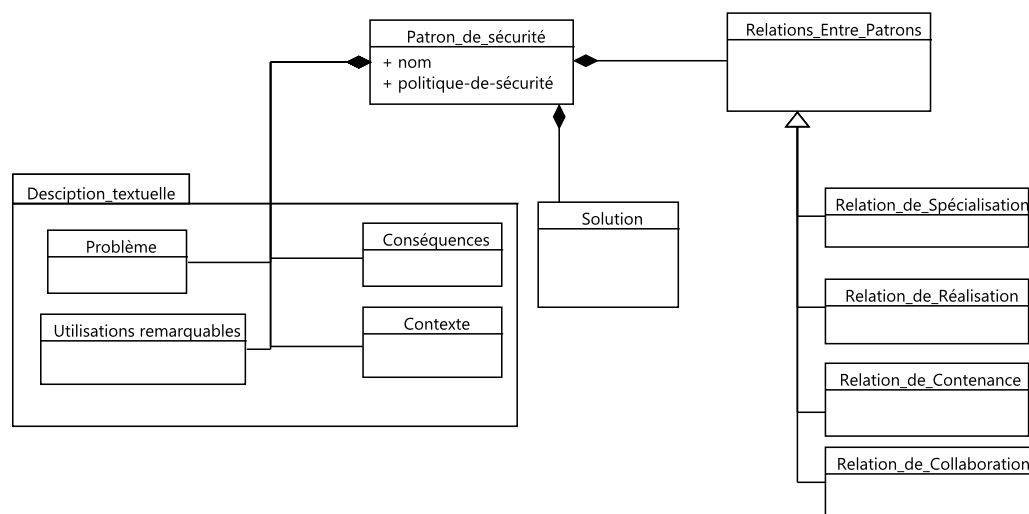 Patron_de_sécurité
+ nom
+ politique-de-sécurité
Relations_Entre_Patrons
Desciption_textuelle
Problème
Conséquences
Utilisations remarquables
Contexte
Solution
Relation_de_Spécialisation
Relation_de_Réalisation
Relation_de_Contenance
Relation_de_Collaboration